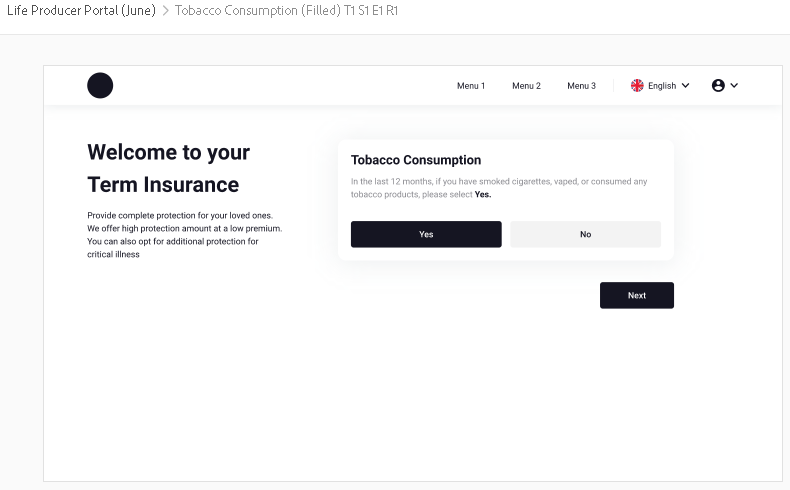 Life Producer Portal (June) > Tobacco Consumption (Filled) T1 S1 E1 R1
Menu 1 Menu 2 Menu 3 English
Welcome to your
Term Insurance
Provide complete protection for your loved ones.
We offer high protection amount at a low premium.
You can also opt for additional protection for
critical illness
Tobacco Consumption
In the last 12 months, if you have smoked cigarettes, vaped, or consumed any
tobacco products, please select Yes.
Yes No
Next